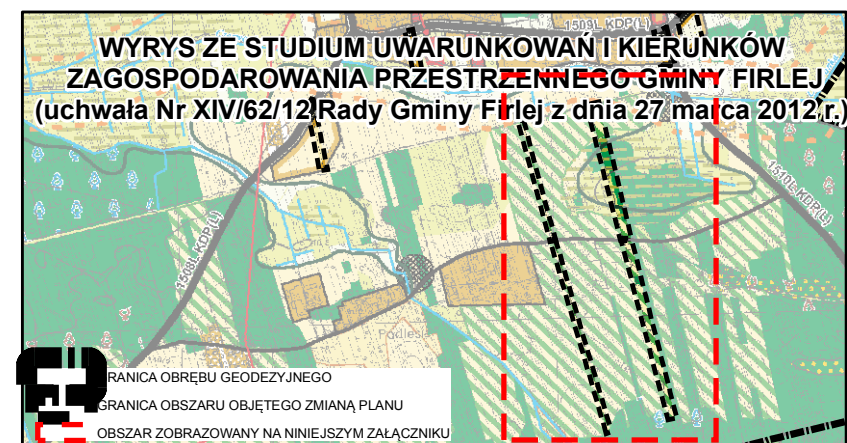 1509L KDP(L)
WYRYS ZE STUDIUM UWARUNKOWAŃ I KIERUNKÓW
ZAGOSPODAROWANIA PRZESTRZENNEGO GMINY FIRLEJ
(uchwała Nr XIV/62/12 Rady Gminy Firlej z dnia 27 marca 2012 r.)
1510L KDP(L)
1508L KDP(L)
Podlesie
RANICA OBRĘBU GEODEZYJNEGO
GRANICA OBSZARU OBJĘTEGO ZMIANĄ PLANU
OBSZAR ZOBRAZOWANY NA NINIEJSZYM ZAŁĄCZNIKU